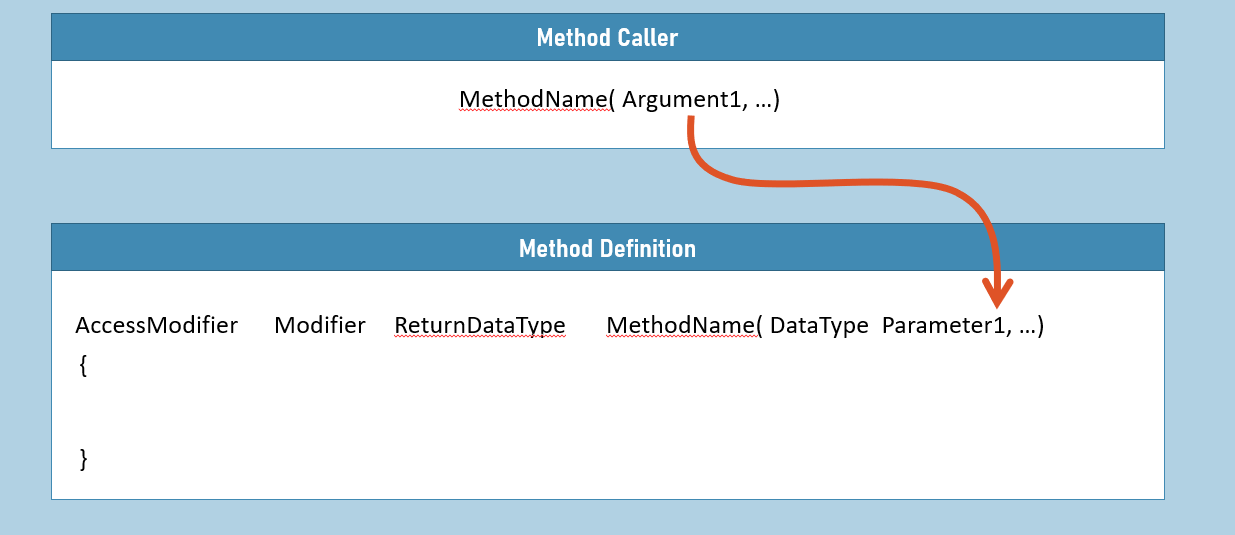 Method Caller
MethodName( Argument1, ...)
Method Definition
AccessModifier Modifier ReturnDataType MethodName( DataType Parameter1, ...)
{
}